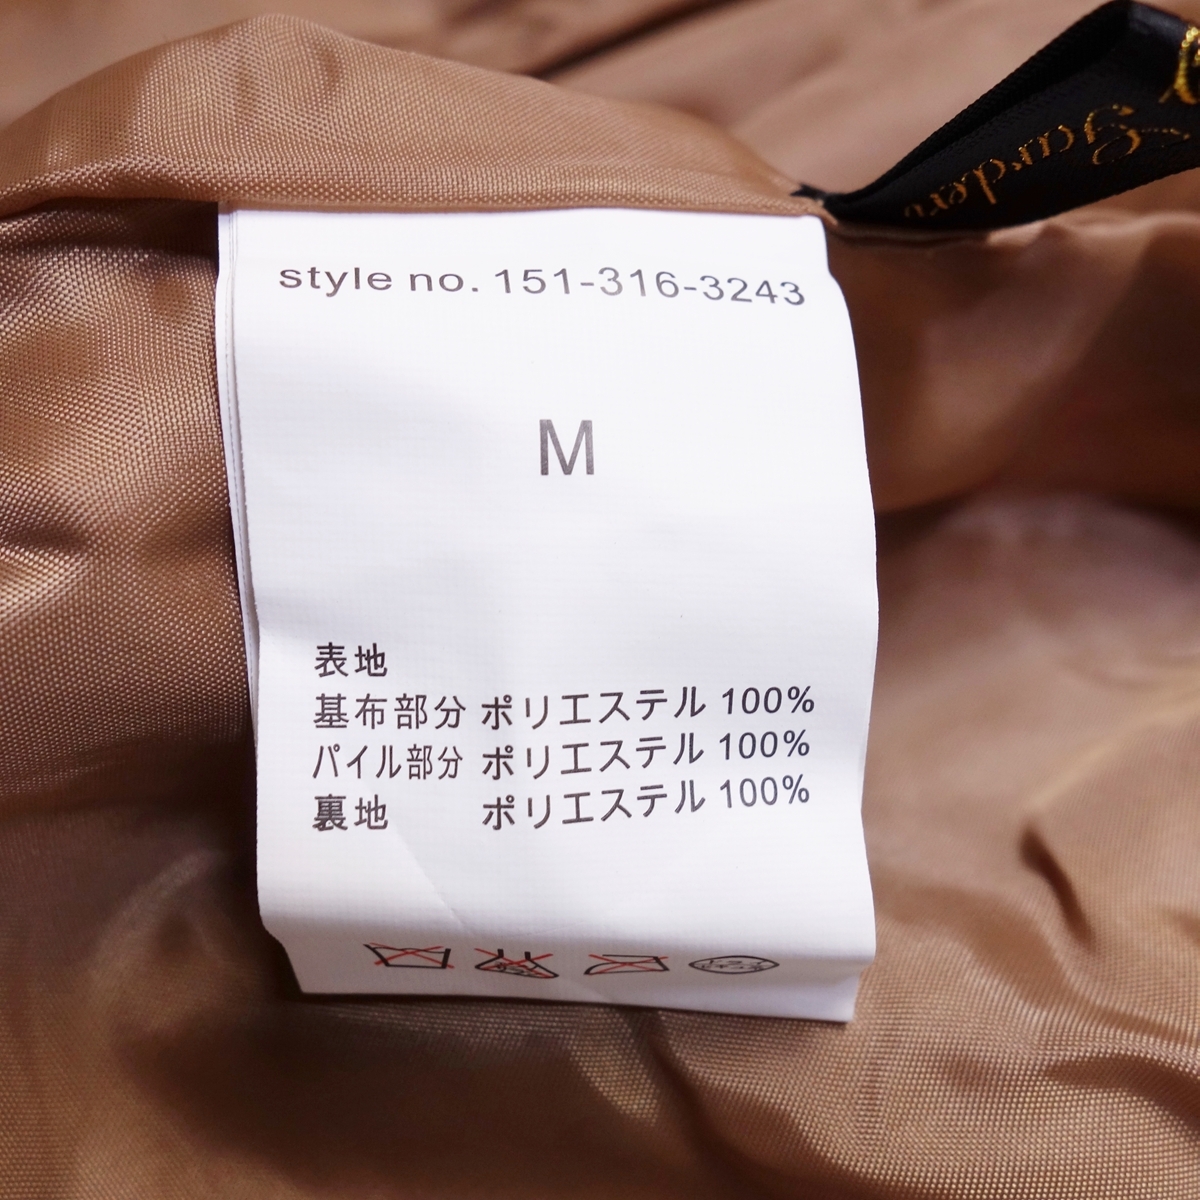 Garden
style no. 151-316-3243
M
表地
基布部分 ポリエステル 100%
パイル部分 ポリエステル 100%
裏地 ポリエステル 100%